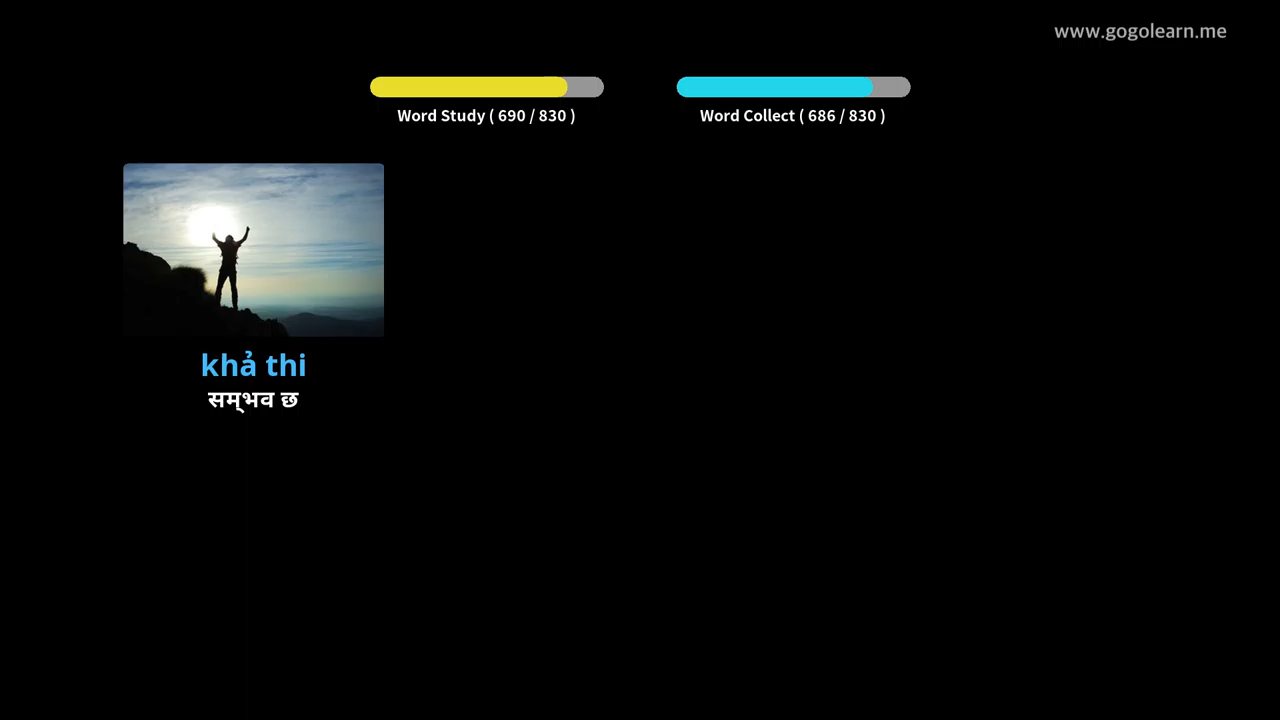 www.gogolearn.me
Word Study ( 690 / 830 )
Word Collect ( 686 / 830 )
khả thi
सम्‌भव छ